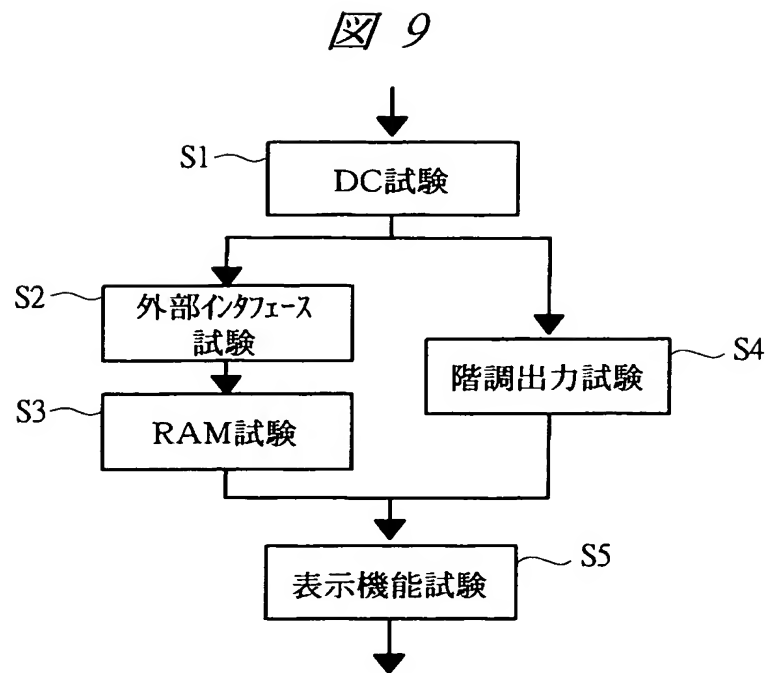 図 9
S1
DC試験
S2
外部インタフェース
試験
S4
階調出力試験
S3
RAM試験
S5
表示機能試験